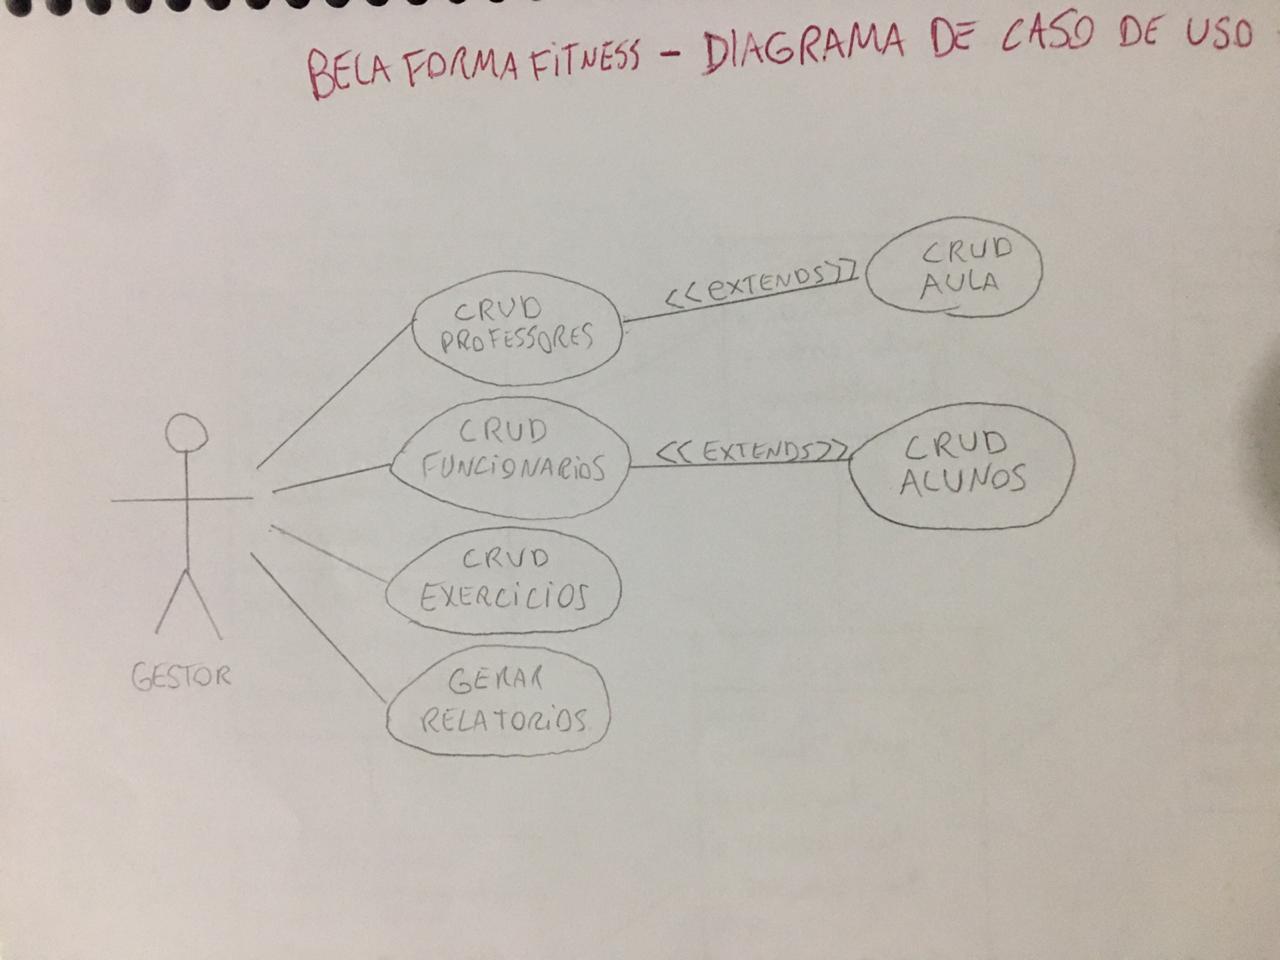 BELA FORMA FITNESS - DIAGRAMA DE CASO DE USO
CRUD
AULA
<<EXTENDS>>
CRUD
PROFESSORES
CRUD
FUNCIONARIOS
<<EXTENDS>>
CRUD
ALUNOS
CRUD
EXERCICIOS
GESTOR
GERAR
RELATORIOS